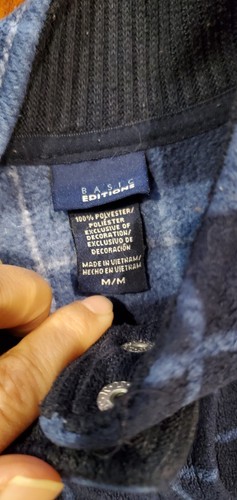 BASIC
EDITIONS
100% POLYESTER/
POLIÉSTER
EXCLUSIVE OF
DECORATION/
EXCLUSIVO DE
DECORACIÓN
MADE IN VIETNAM/
HECHO EN VIETNAM
M/M